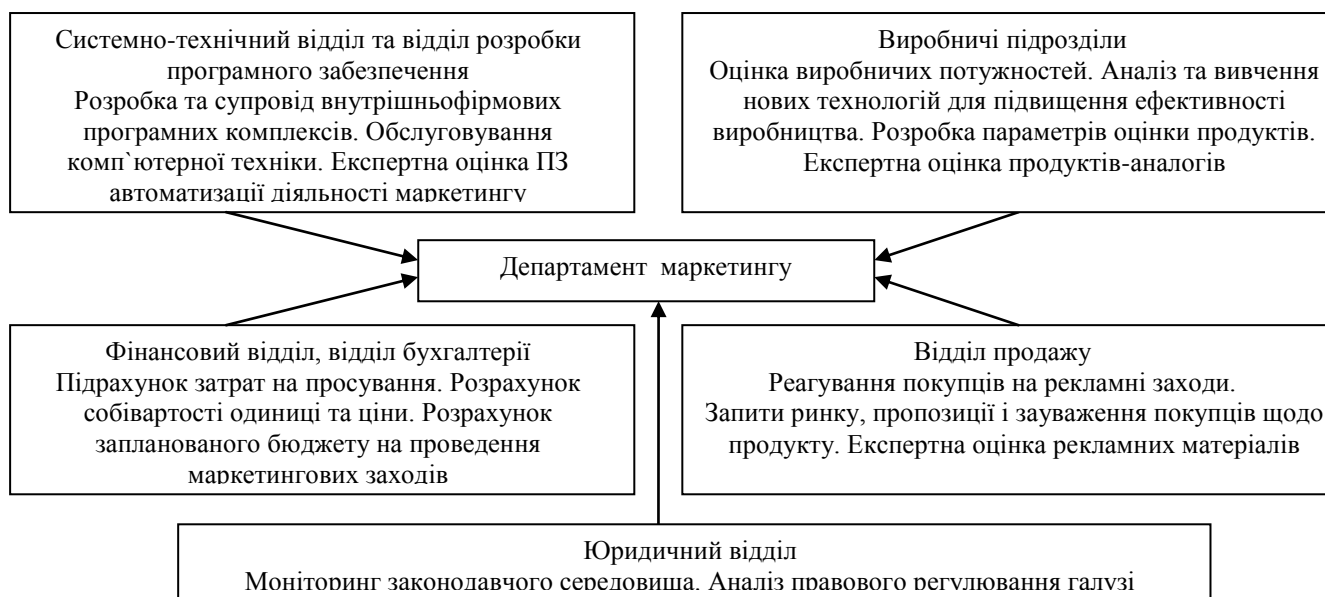 Системно-технічний відділ та відділ розробки
програмного забезпечення
Розробка та супровід внутрішньофірмових
програмних комплексів. Обслуговування
комп`ютерної техніки. Експертна оцінка ПЗ
автоматизації діяльності маркетингу
Виробничі підрозділи
Оцінка виробничих потужностей. Аналіз та вивчення
нових технологій для підвищення ефективності
виробництва. Розробка параметрів оцінки продуктів.
Експертна оцінка продуктів-аналогів
Департамент маркетингу
Фінансовий відділ, відділ бухгалтерії
Підрахунок затрат на просування. Розрахунок
собівартості одиниці та ціни. Розрахунок
запланованого бюджету на проведення
маркетингових заходів
Відділ продажу
Реагування покупців на рекламні заходи.
Запити ринку, пропозиції і зауваження покупців щодо
продукту. Експертна оцінка рекламних матеріалів
Юридичний відділ
Моніторинг законодавчого середовища. Аналіз правового регулювання галузі